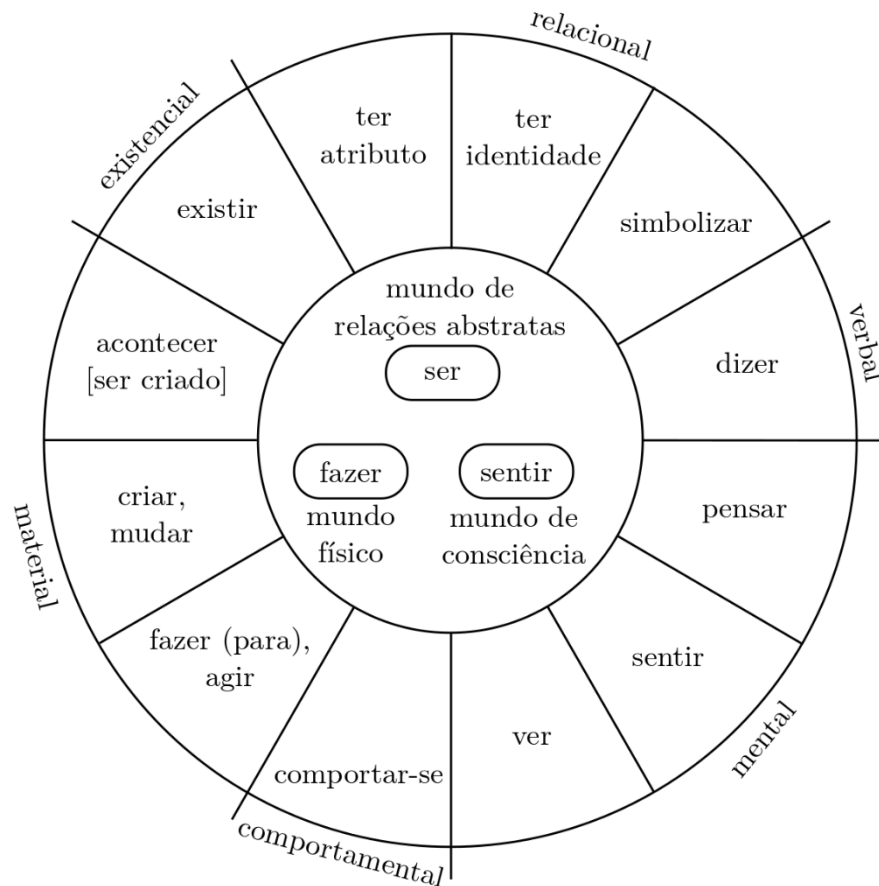 relacional
existencial
ter
atributo
ter
identidade
existir
simbolizar
mundo de
relações abstratas
ser
verbal
acontecer
[ser criado]
dizer
fazer
mundo
físico
sentir
mundo de
consciência
criar,
mudar
pensar
material
fazer (para),
agir
sentir
ver
mental
comportar-se
comportamental